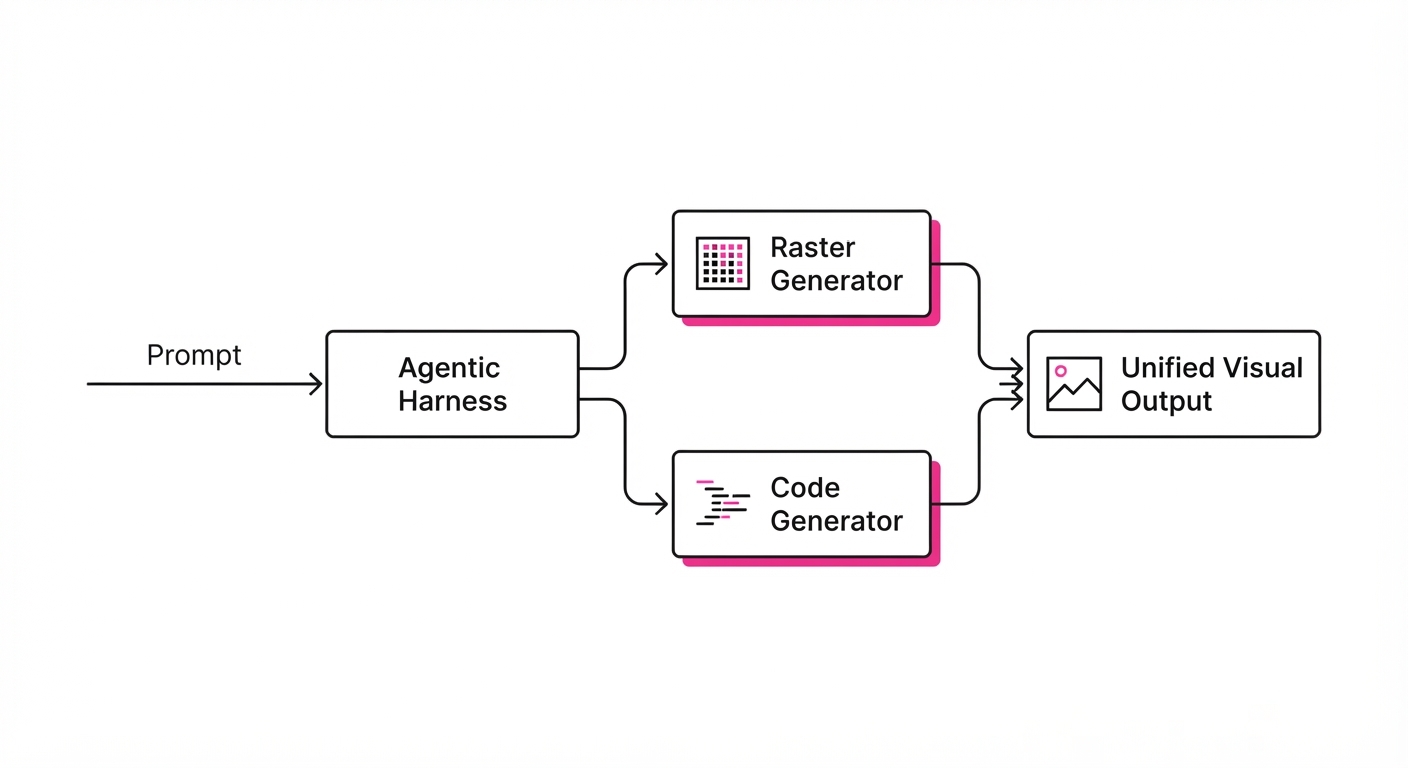 Prompt
Agentic
Harness
Raster
Generator
Code
Generator
Unified Visual
Output